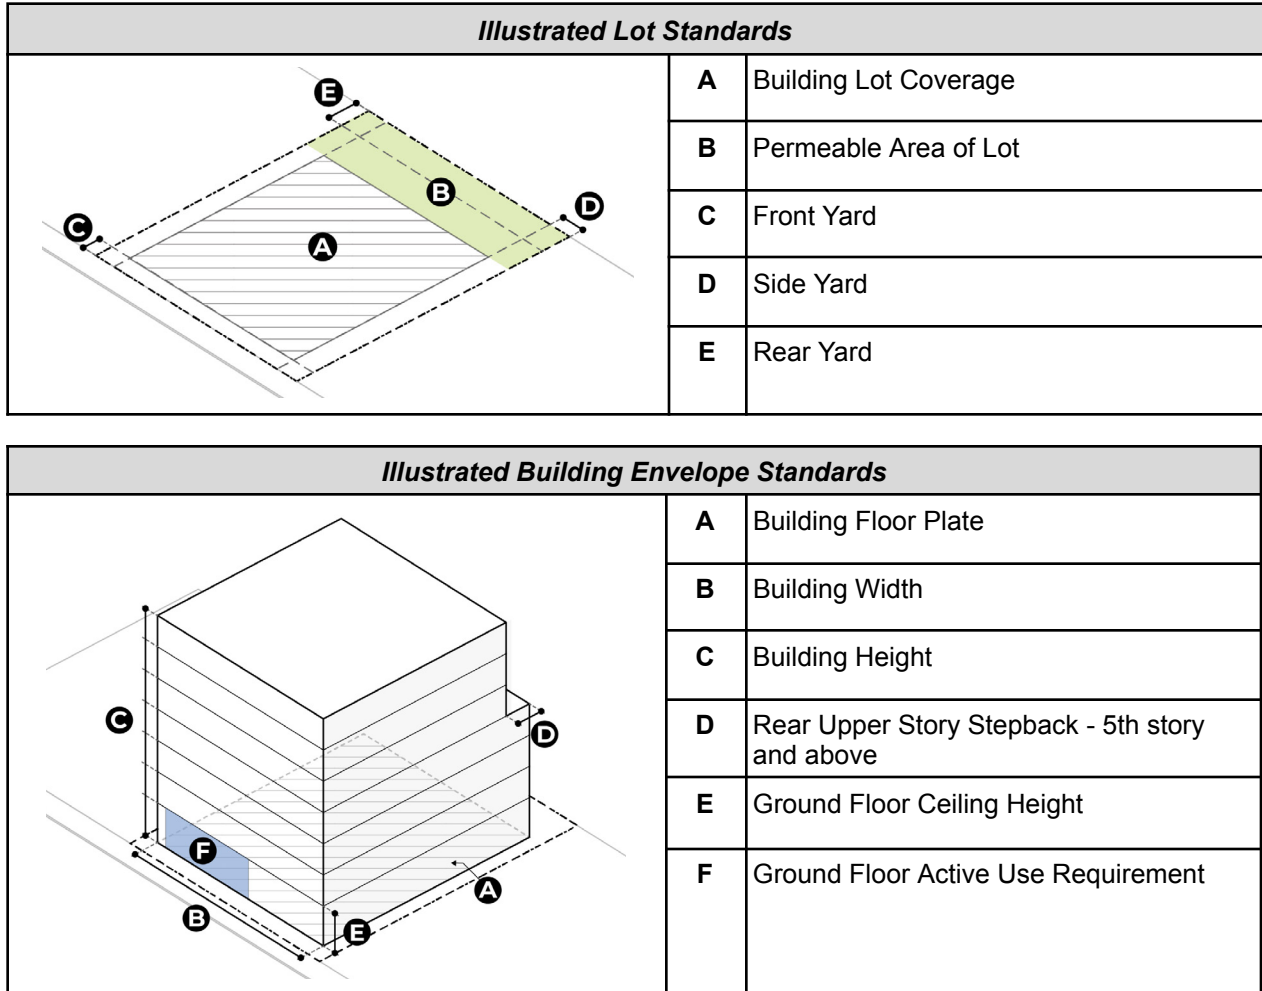 Illustrated Lot Standards
E
B
D
C
A
A Building Lot Coverage
B Permeable Area of Lot
C Front Yard
D Side Yard
E Rear Yard
Illustrated Building Envelope Standards
C
D
F
A
B
E
A Building Floor Plate
B Building Width
C Building Height
D Rear Upper Story Stepback - 5th story
and above
E Ground Floor Ceiling Height
F Ground Floor Active Use Requirement